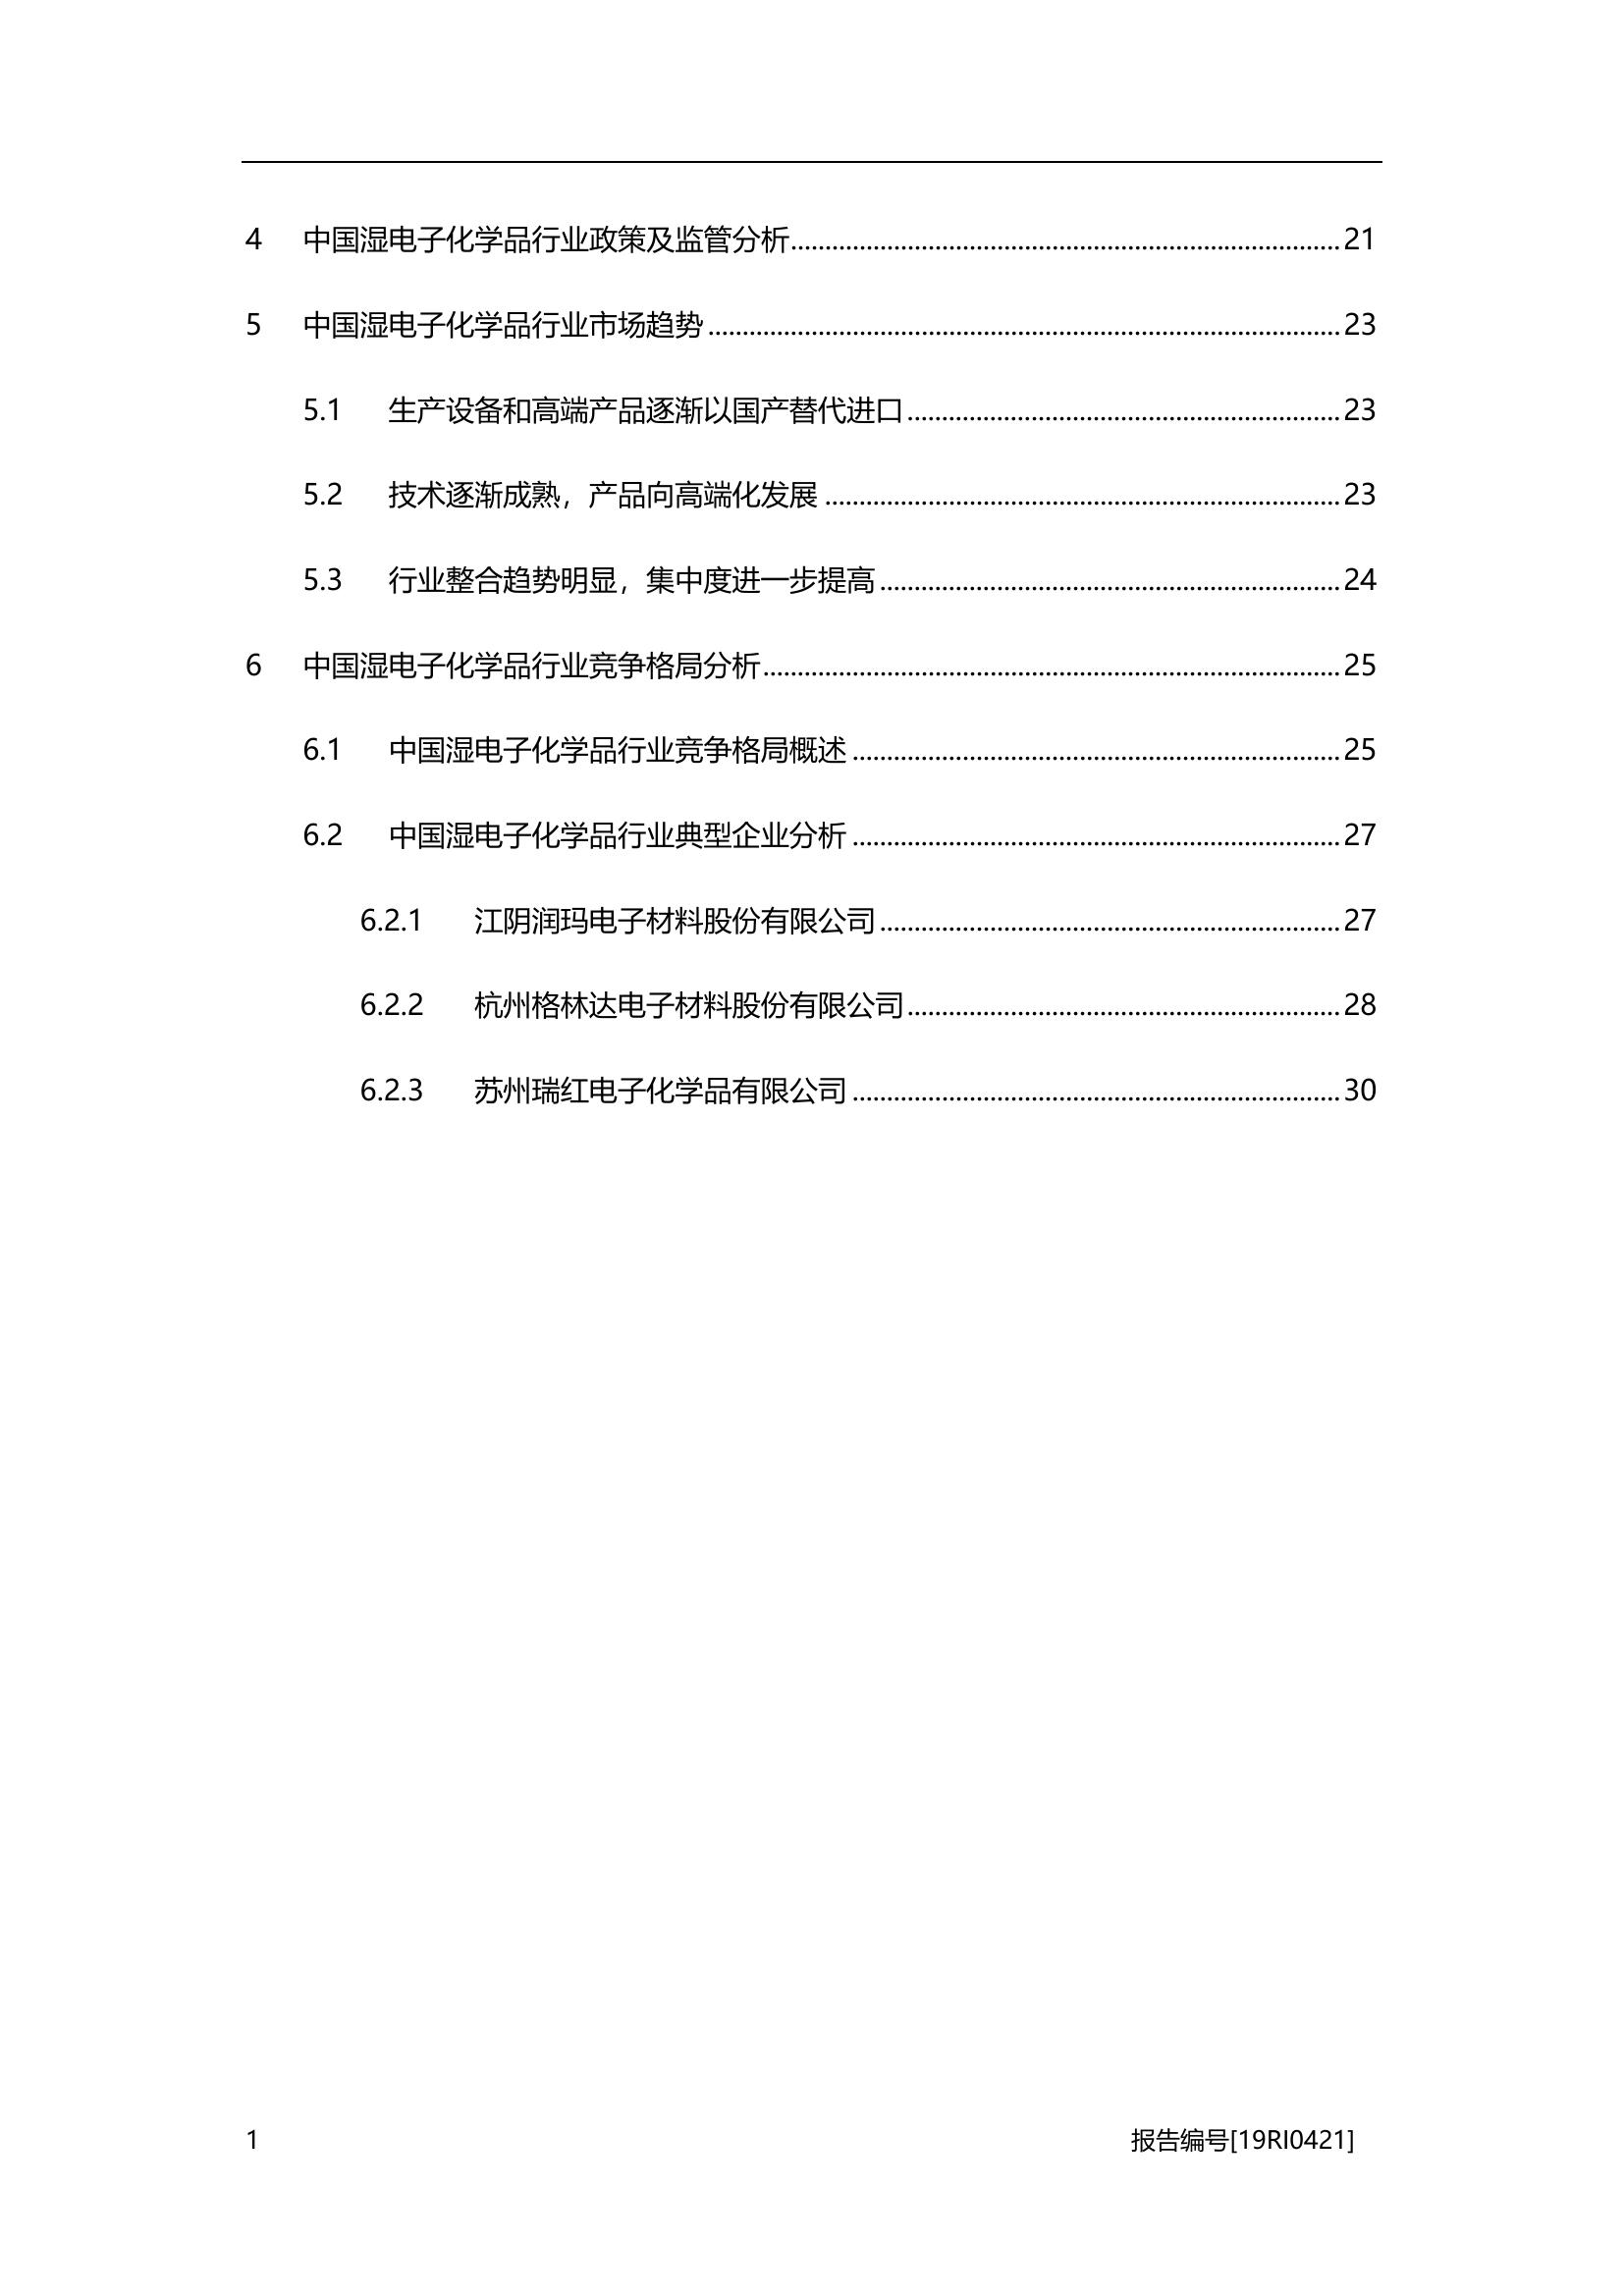 4 中国湿电子化学品行业政策及监管分析........................................ 21
5 中国湿电子化学品行业市场趋势........................................ 23
5.1 生产设备和高端产品逐渐以国产替代进口........................................ 23
5.2 技术逐渐成熟，产品向高端化发展........................................ 23
5.3 行业整合趋势明显，集中度进一步提高........................................ 24
6 中国湿电子化学品行业竞争格局分析........................................ 25
6.1 中国湿电子化学品行业竞争格局概述........................................ 25
6.2 中国湿电子化学品行业典型企业分析........................................ 27
6.2.1 江阴润玛电子材料股份有限公司........................................ 27
6.2.2 杭州格林达电子材料股份有限公司........................................ 28
6.2.3 苏州瑞红电子化学品有限公司........................................ 30
1 报告编号[19RI0421]